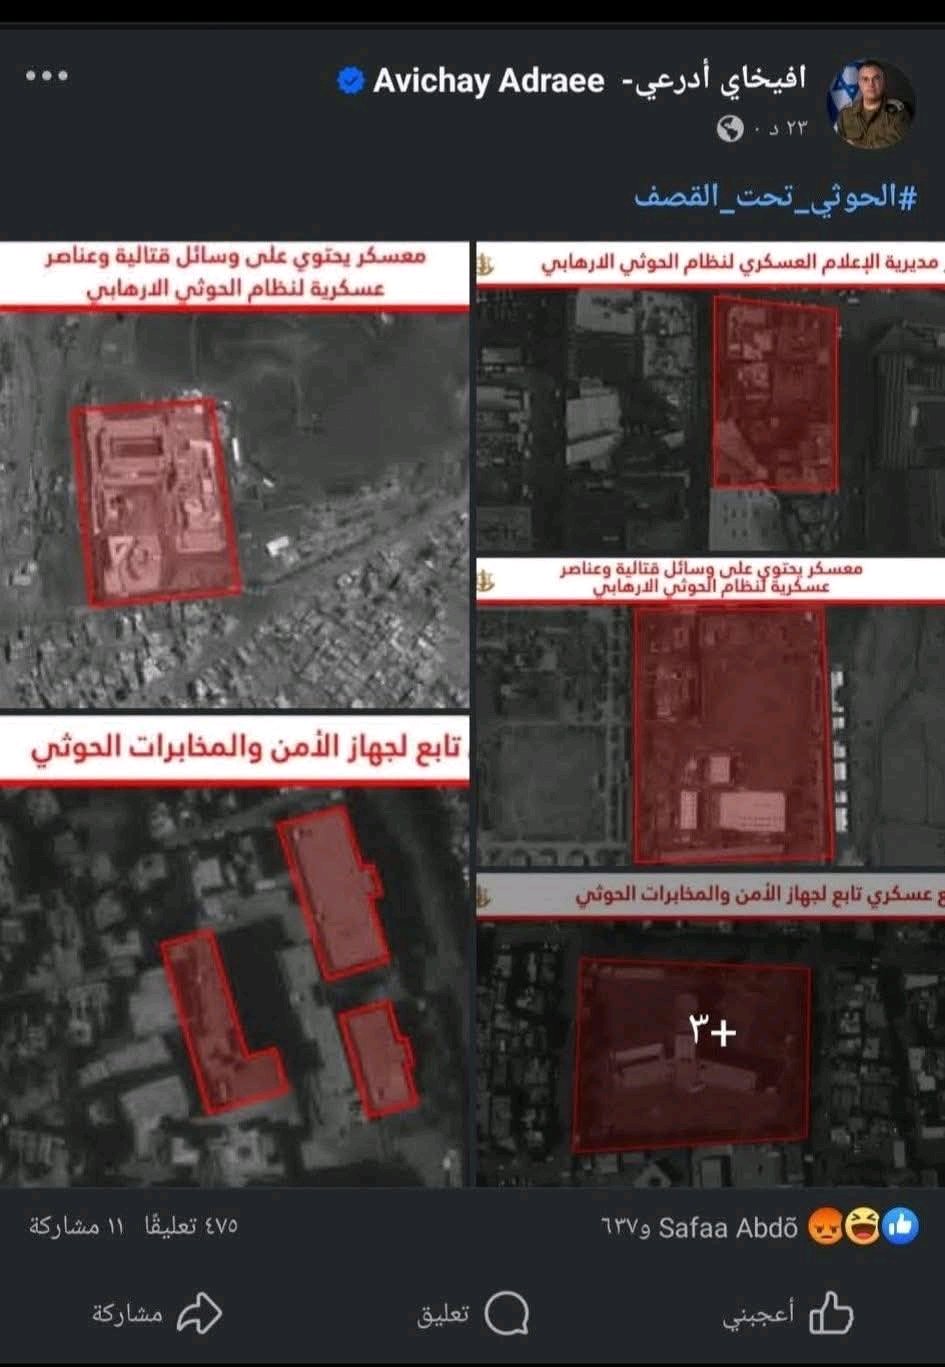 افيخاي أدرعي- Avichay Adraee
٢٣ د ·
#الحوثي_تحت_القصف
مديرية الإعلام العسكري لنظام الحوثي الارهابي
معسكر يحتوي على وسائل قتالية وعناصر
عسكرية لنظام الحوثي الارهابي
معسكر يحتوي على وسائل قتالية وعناصر
عسكرية لنظام الحوثي الارهابي
تابع لجهاز الأمن والمخابرات الحوثي
ع عسكري تابع لجهاز الأمن والمخابرات الحوثي
+٣
Safaa Abdõ و٦٣٧
٤٧٥ تعليقًا ١١ مشاركة
أعجبني
تعليق
مشاركة